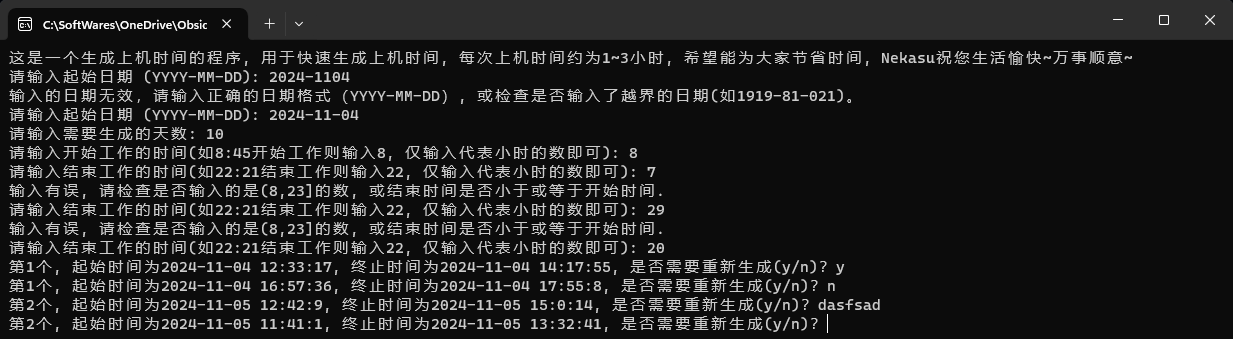 C:\SoftWares\OneDrive\Obsic
这是一个生成上机时间的程序, 用于快速生成上机时间, 每次上机时间约为1~3小时, 希望能为大家节省时间, Nekasu祝您生活愉快~万事顺意~
请输入起始日期 (YYYY-MM-DD): 2024-1104
输入的日期无效, 请输入正确的日期格式 (YYYY-MM-DD) , 或检查是否输入了越界的日期(如1919-81-021)。
请输入起始日期 (YYYY-MM-DD): 2024-11-04
请输入需要生成的天数: 10
请输入开始工作的时间(如8:45开始工作则输入8, 仅输入代表小时的数即可): 8
请输入结束工作的时间(如22:21结束工作则输入22, 仅输入代表小时的数即可): 7
输入有误, 请检查是否输入的是(8,23]的数, 或结束时间是否小于或等于开始时间.
请输入结束工作的时间(如22:21结束工作则输入22, 仅输入代表小时的数即可): 29
输入有误, 请检查是否输入的是(8,23]的数, 或结束时间是否小于或等于开始时间.
请输入结束工作的时间(如22:21结束工作则输入22, 仅输入代表小时的数即可): 20
第1个, 起始时间为2024-11-04 12:33:17, 终止时间为2024-11-04 14:17:55, 是否需要重新生成(y/n)? y
第1个, 起始时间为2024-11-04 16:57:36, 终止时间为2024-11-04 17:55:8, 是否需要重新生成(y/n)? n
第2个, 起始时间为2024-11-05 12:42:9, 终止时间为2024-11-05 15:0:14, 是否需要重新生成(y/n)? dasfsad
第2个, 起始时间为2024-11-05 11:41:1, 终止时间为2024-11-05 13:32:41, 是否需要重新生成(y/n)?